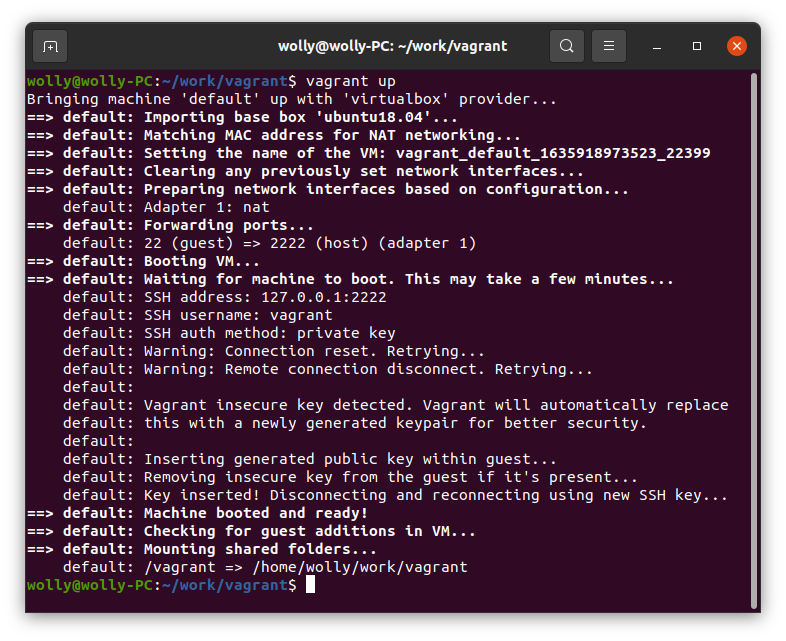 wolly@wolly-PC: ~/work/vagrant
wolly@wolly-PC:~/work/vagrant$ vagrant up
Bringing machine 'default' up with 'virtualbox' provider...
==> default: Importing base box 'ubuntu18.04'...
==> default: Matching MAC address for NAT networking...
==> default: Setting the name of the VM: vagrant_default_1635918973523_22399
==> default: Clearing any previously set network interfaces...
==> default: Preparing network interfaces based on configuration...
    default: Adapter 1: nat
==> default: Forwarding ports...
    default: 22 (guest) => 2222 (host) (adapter 1)
==> default: Booting VM...
==> default: Waiting for machine to boot. This may take a few minutes...
    default: SSH address: 127.0.0.1:2222
    default: SSH username: vagrant
    default: SSH auth method: private key
    default: Warning: Connection reset. Retrying...
    default: Warning: Remote connection disconnect. Retrying...
    default:
    default: Vagrant insecure key detected. Vagrant will automatically replace
    default: this with a newly generated keypair for better security.
    default:
    default: Inserting generated public key within guest...
    default: Removing insecure key from the guest if it's present...
    default: Key inserted! Disconnecting and reconnecting using new SSH key...
==> default: Machine booted and ready!
==> default: Checking for guest additions in VM...
==> default: Mounting shared folders...
    default: /vagrant => /home/wolly/work/vagrant
wolly@wolly-PC:~/work/vagrant$